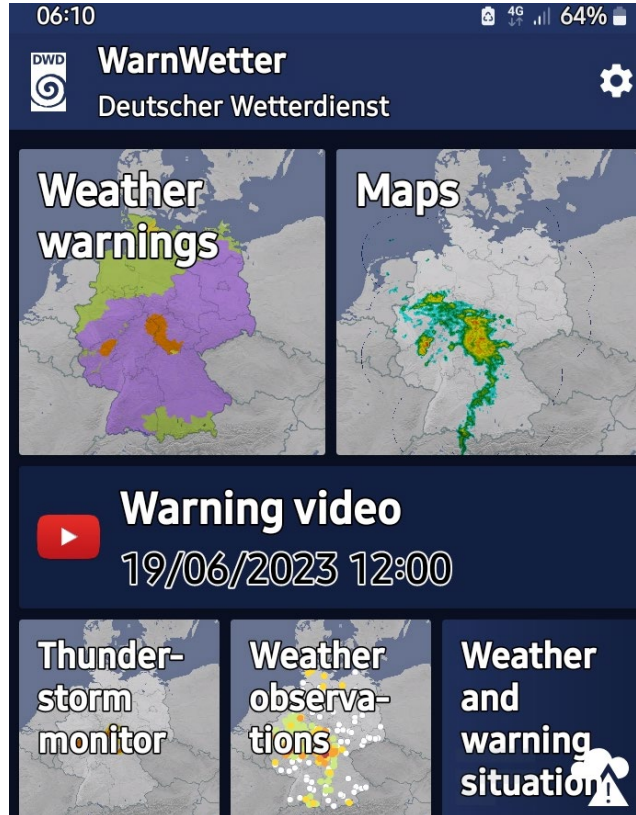 06:10
4G
64%
DWD
WarnWetter
Deutscher Wetterdienst
Weather
warnings
Maps
Warning video
19/06/2023 12:00
Thunder-
storm
monitor
Weather
observa-
tions
Weather
and
warning
situation